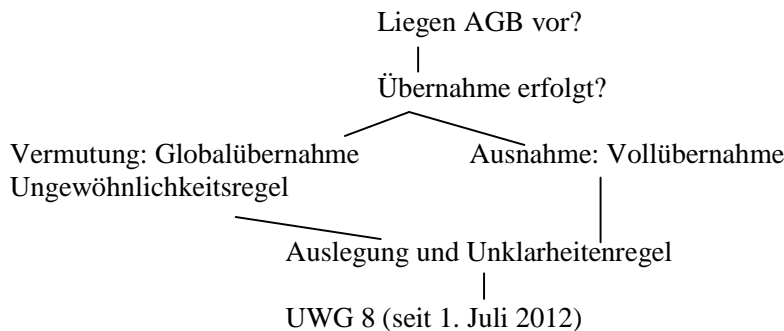 Liegen AGB vor?
Übernahme erfolgt?
Vermutung: Globalübernahme
Ungewöhnlichkeitsregel
Ausnahme: Vollübernahme
Auslegung und Unklarheitenregel
UWG 8 (seit 1. Juli 2012)